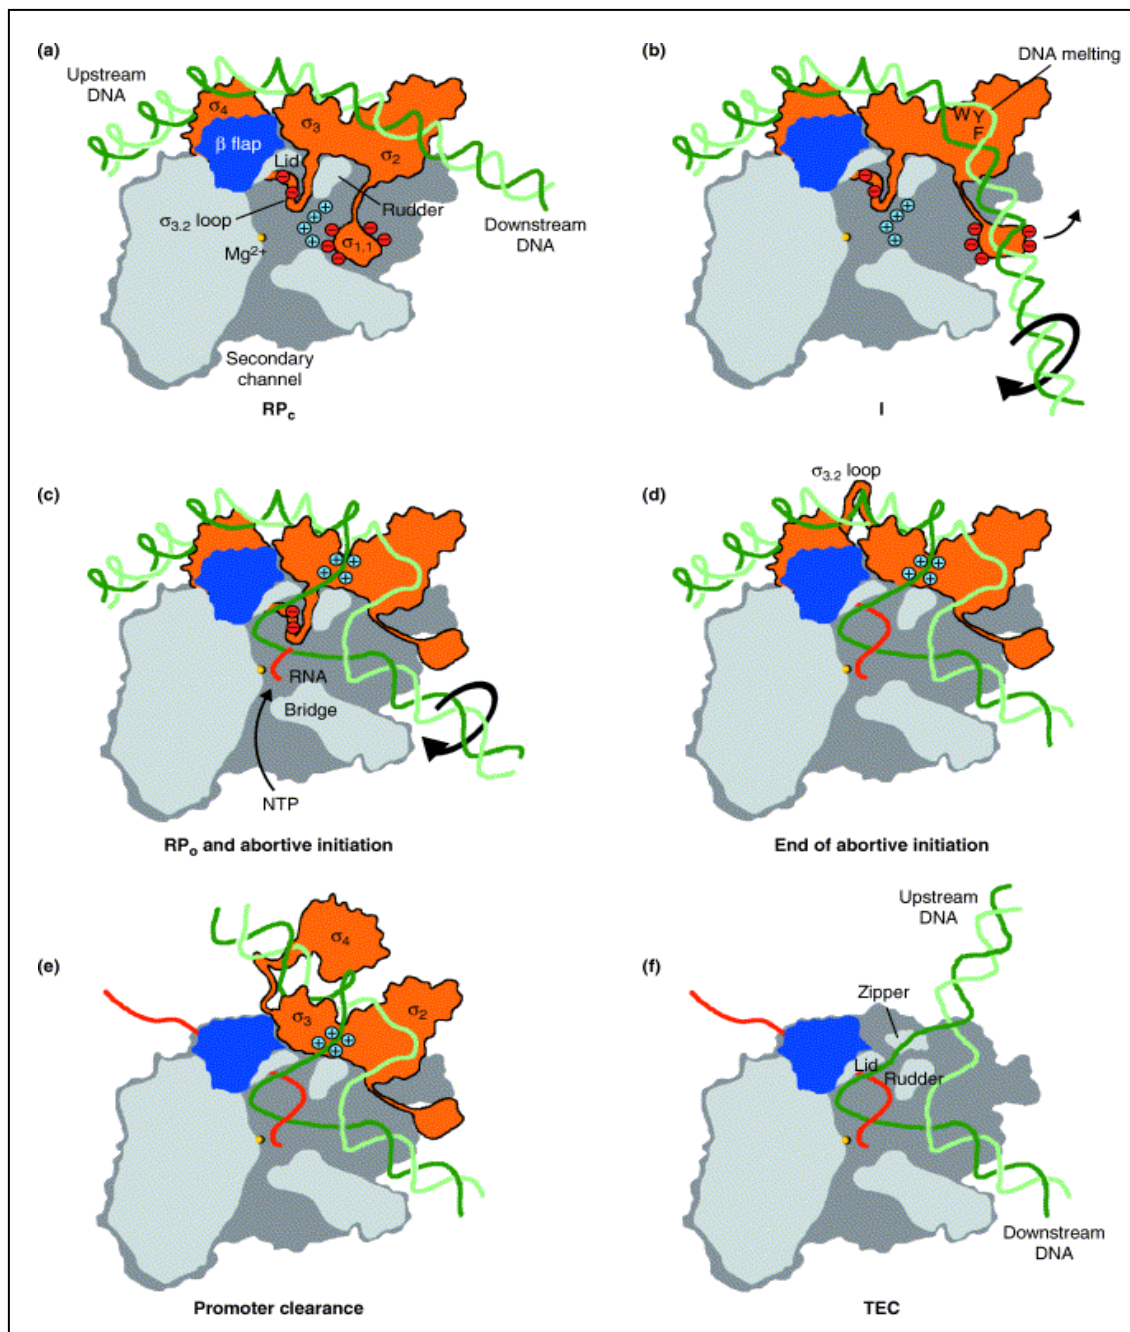 (a)
Upstream
DNA
σ4
σ3
β flap
σ2
Lid
σ3.2 loop
Rudder
σ1.1
Mg2+
Downstream
DNA
Secondary
channel
RPc
(b)
DNA melting
W Y
F
I
(c)
RNA
Bridge
NTP
RPo and abortive initiation
(d)
σ3.2 loop
End of abortive initiation
(e)
σ4
σ3
σ2
Promoter clearance
(f)
Upstream
DNA
Zipper
Lid
Rudder
Downstream
DNA
TEC